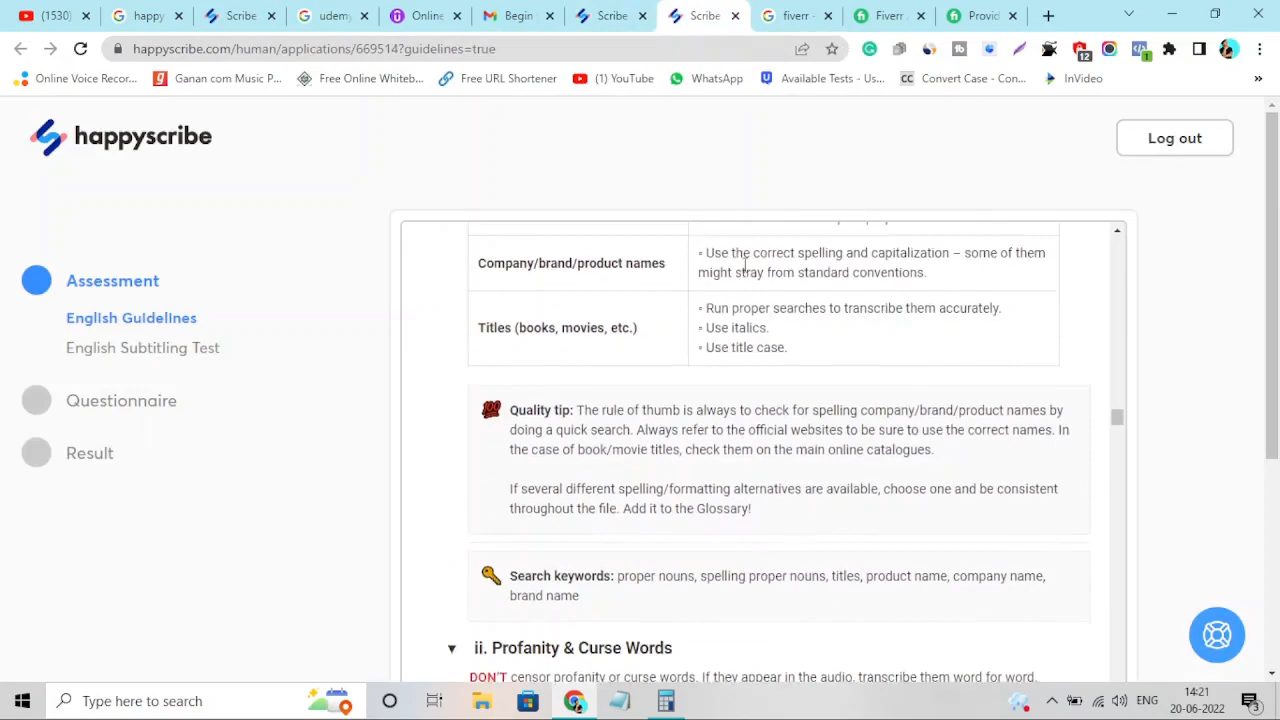 (1530)
happy
Scribe
udemy
Online
Begin
Scribe
Scribe
fiverr -
Fiverr
Provid
happyscribe.com/human/applications/669514?guidelines=true
12
1
Online Voice Recor...
Ganan com Music P...
Free Online Whiteb...
Free URL Shortener
(1) YouTube
WhatsApp
Available Tests - Us...
CC Convert Case - Con...
InVideo
»
happyscribe
Log out
Assessment
English Guidelines
English Subtitling Test
Questionnaire
Result
Company/brand/product names
▫ Use the correct spelling and capitalization – some of them
might stray from standard conventions.
Titles (books, movies, etc.)
▫ Run proper searches to transcribe them accurately.
▫ Use italics.
▫ Use title case.
💯 Quality tip: The rule of thumb is always to check for spelling company/brand/product names by
doing a quick search. Always refer to the official websites to be sure to use the correct names. In
the case of book/movie titles, check them on the main online catalogues.
If several different spelling/formatting alternatives are available, choose one and be consistent
throughout the file. Add it to the Glossary!
🔑 Search keywords: proper nouns, spelling proper nouns, titles, product name, company name,
brand name
▼ ii. Profanity & Curse Words
DON'T censor profanity or curse words. If they appear in the audio, transcribe them word for word.
Type here to search
ENG
14:21
20-06-2022
3